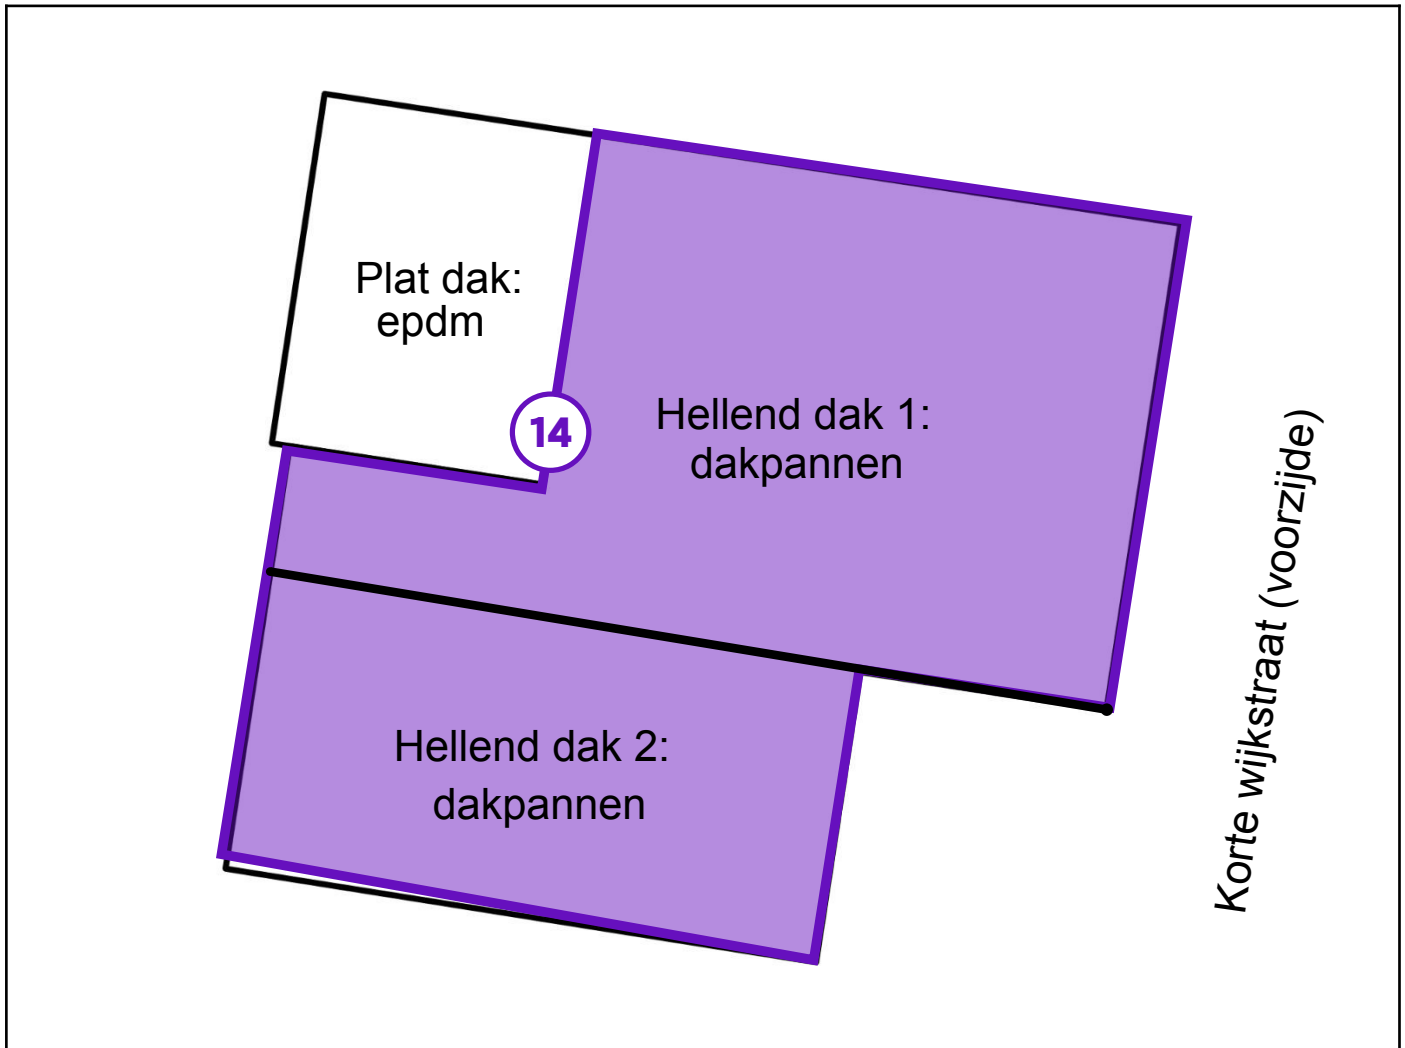 Plat dak:
epdm
14
Hellend dak 1:
dakpannen
Hellend dak 2:
dakpannen
Korte wijkstraat (voorzijde)